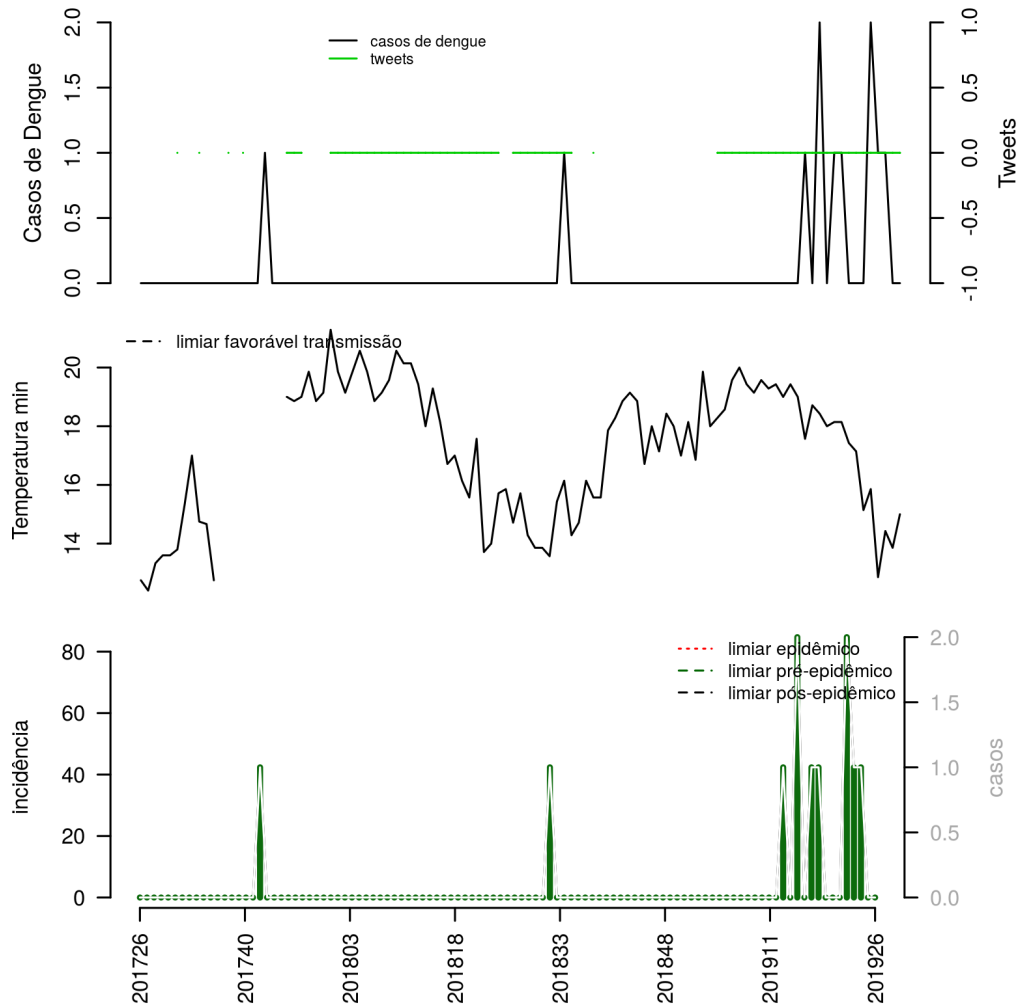 Casos de Dengue
2.0
1.5
1.0
0.5
0.0
casos de dengue
tweets
1.0
0.5
0.0
-0.5
-1.0
Tweets
Temperatura min
20
18
16
14
limiar favorável transmissão
incidência
80
60
40
20
0
limiar epidêmico
limiar pré-epidêmico
limiar pós-epidêmico
2.0
1.5
1.0
0.5
0.0
casos
201726
201740
201803
201818
201833
201848
201911
201926